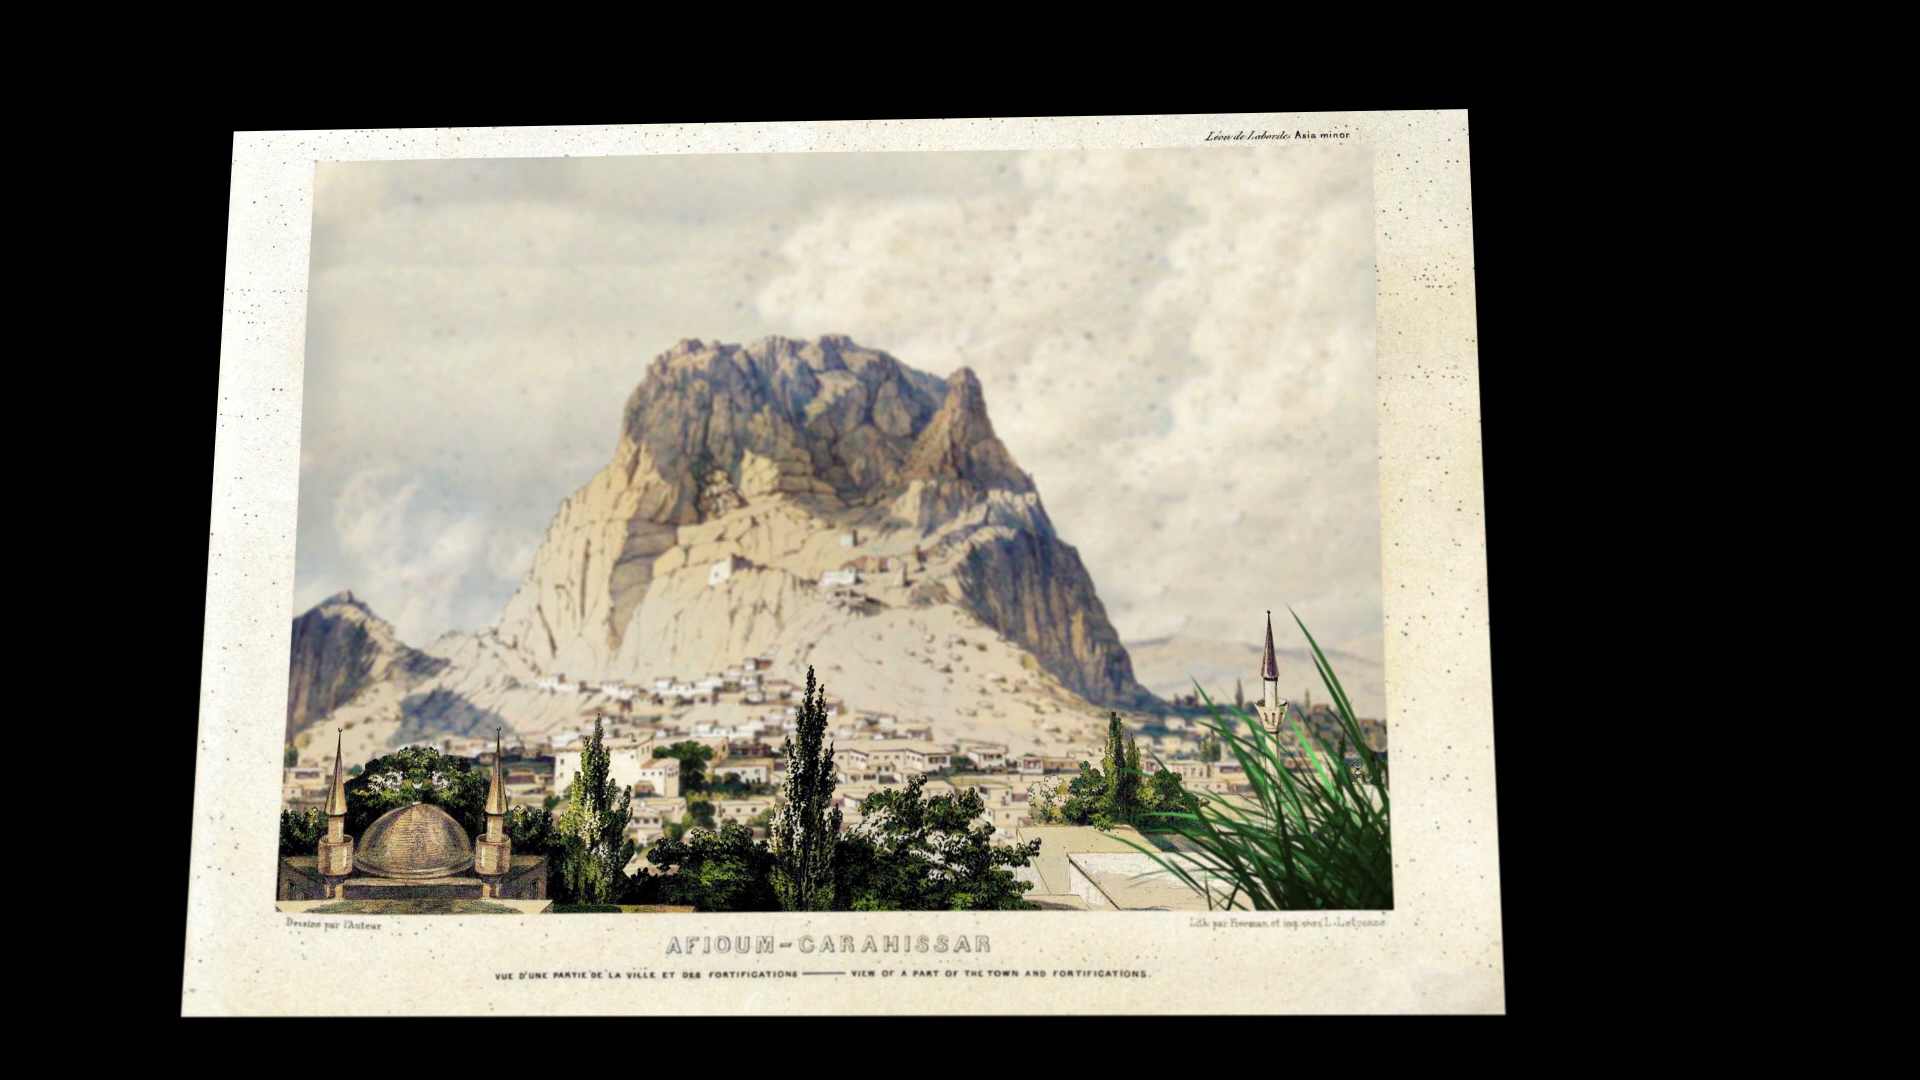 Léon de Laborde. Asia minor
Dessine par l'Auteur
Lith. par Freeman, et imp. chez L. Letronne.
AFIOUM-CARAHISSAR
VUE D'UNE PARTIE DE LA VILLE ET DES FORTIFICATIONS —— VIEW OF A PART OF THE TOWN AND FORTIFICATIONS.